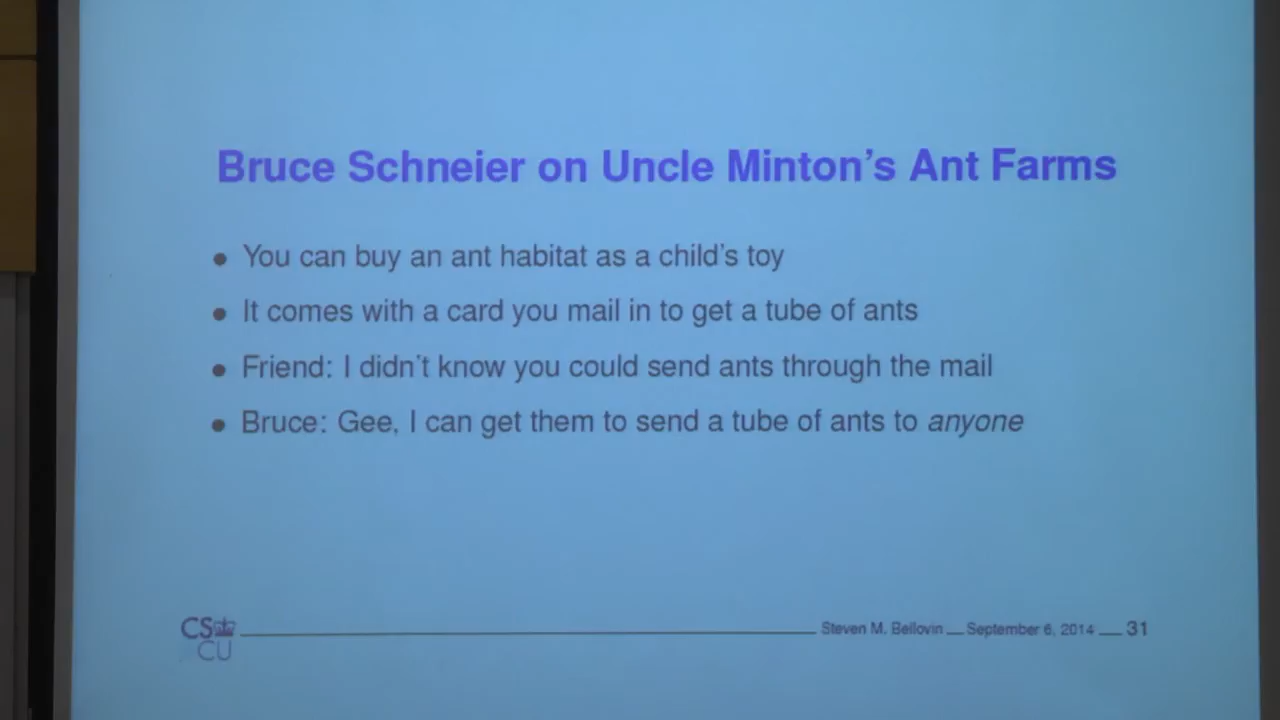 Bruce Schneier on Uncle Minton's Ant Farms
• You can buy an ant habitat as a child's toy
• It comes with a card you mail in to get a tube of ants
• Friend: I didn't know you could send ants through the mail
• Bruce: Gee, I can get them to send a tube of ants to anyone
CS
CU
Steven M. Bellovin __ September 6, 2014 __ 31